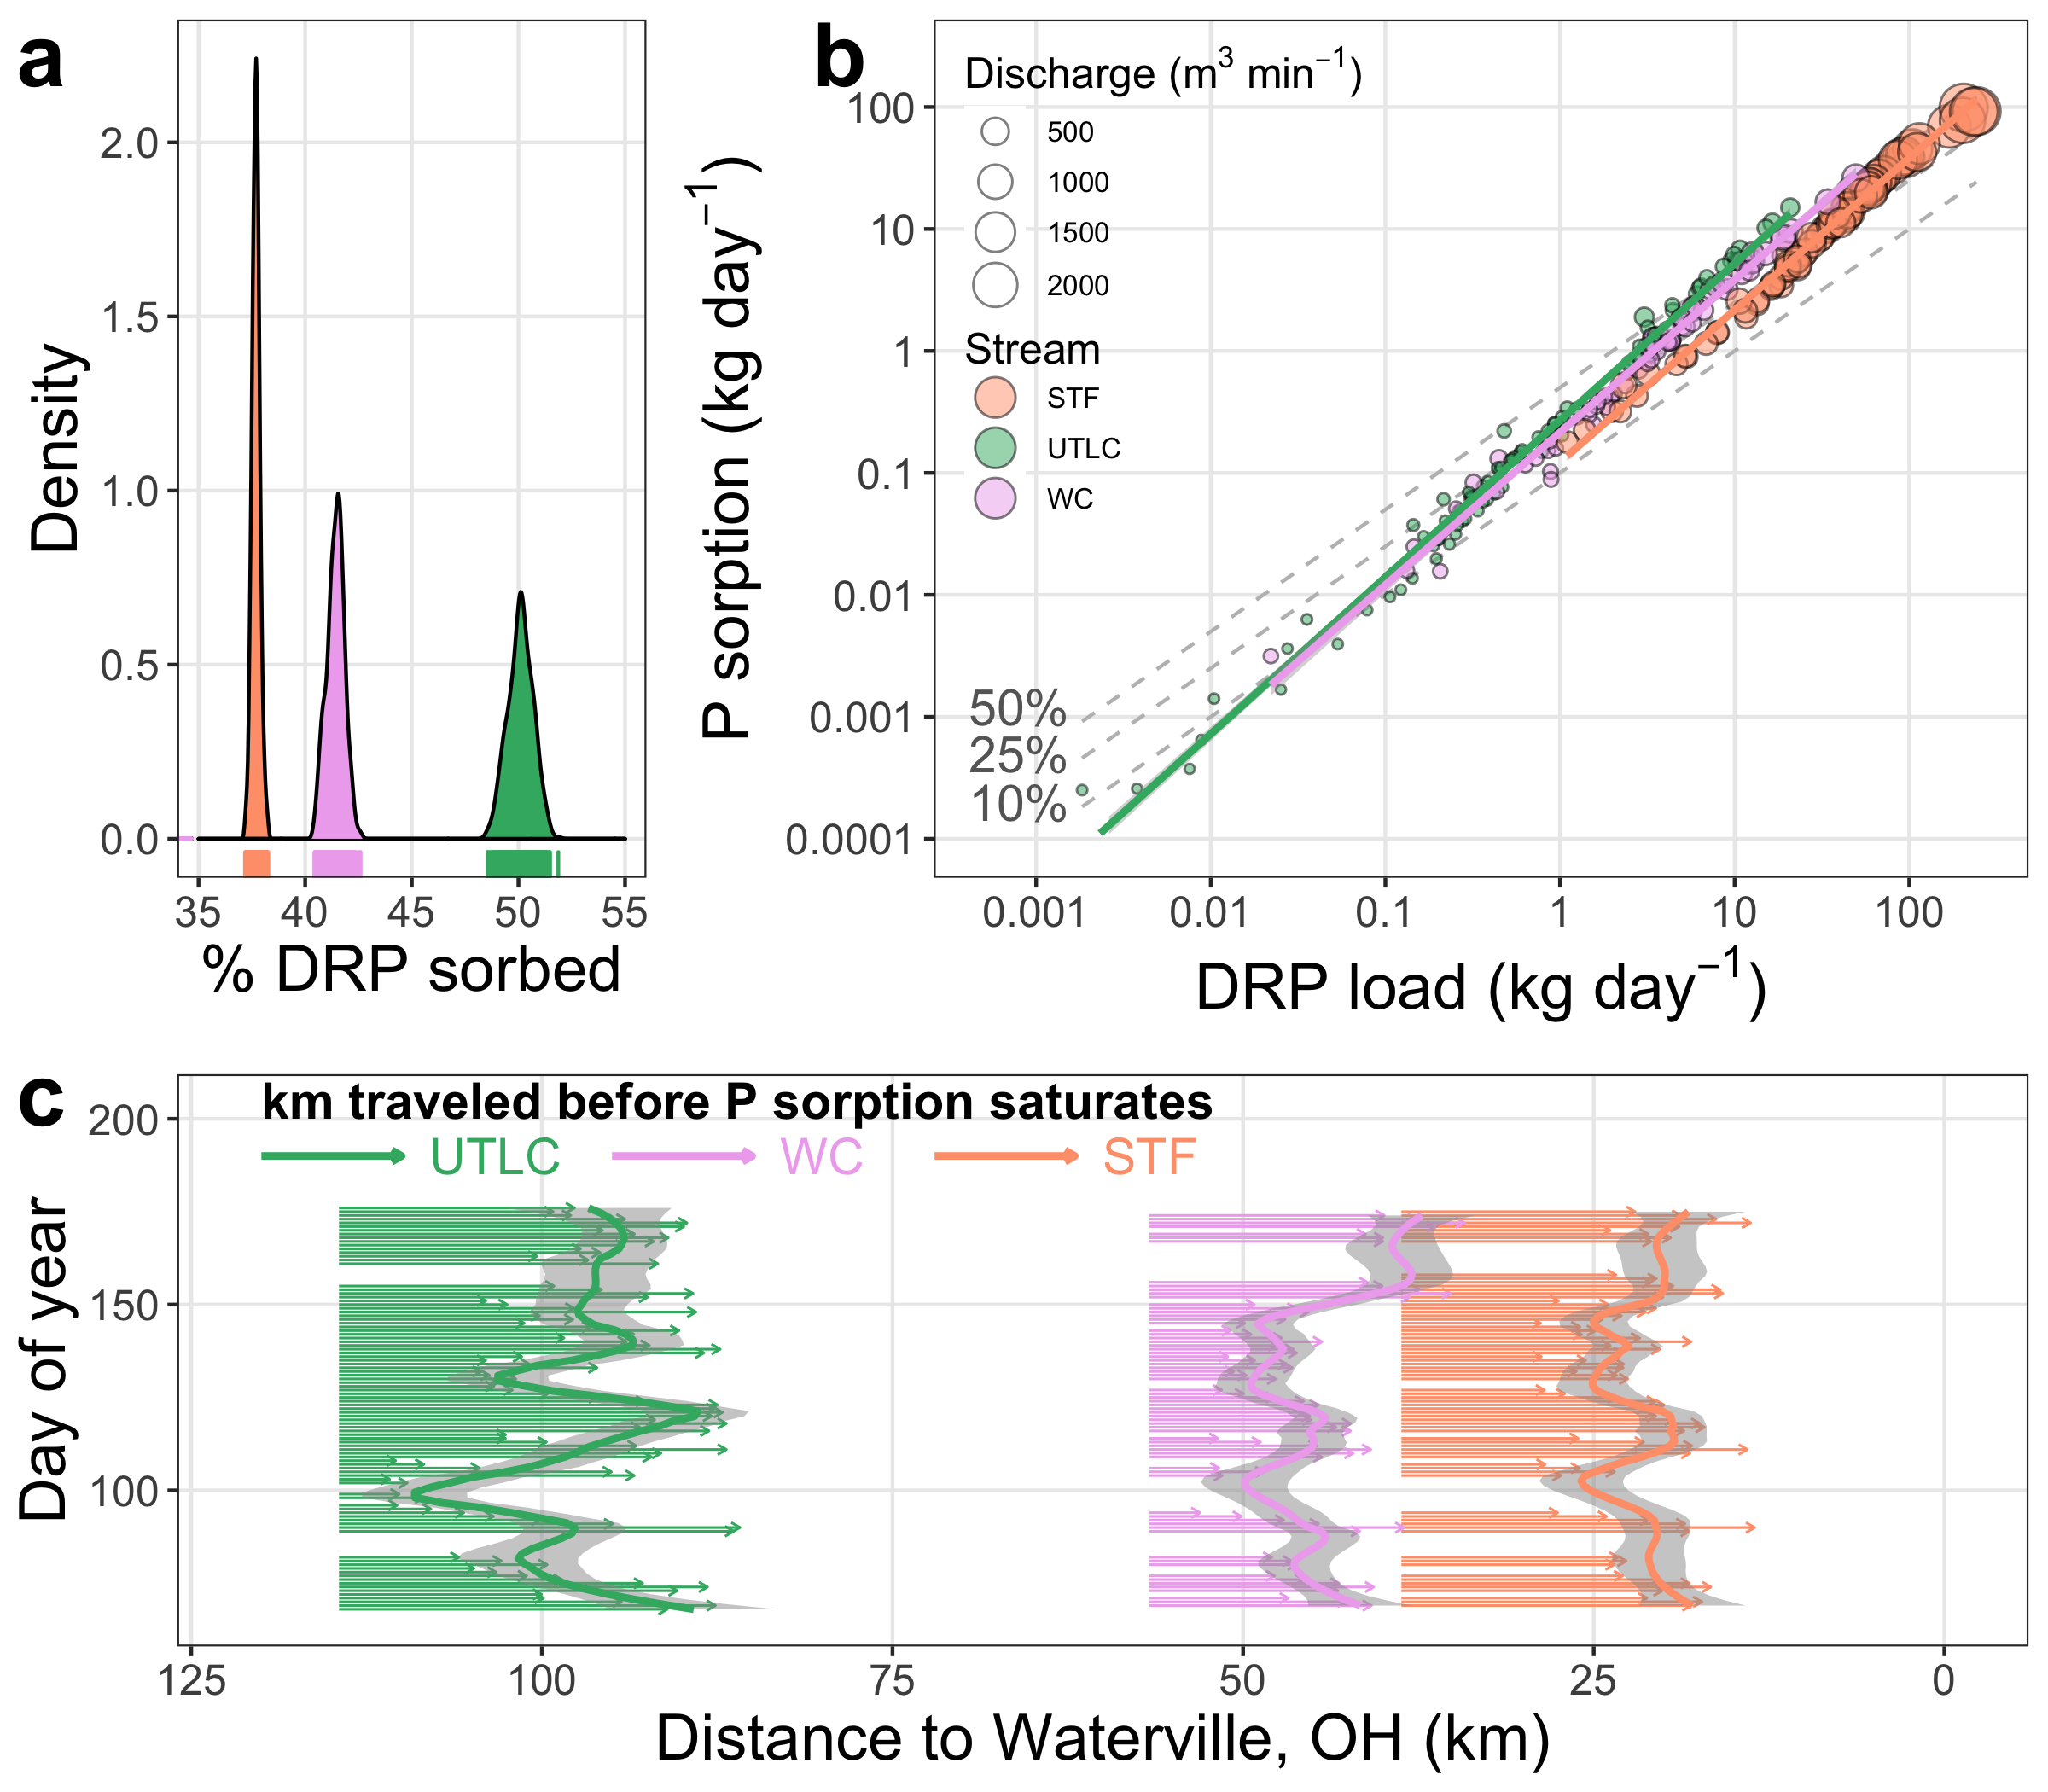 a
Density
2.0
1.5
1.0
0.5
0.0
35 40 45 50 55
% DRP sorbed
b
P sorption (kg day⁻¹)
100
10
1
0.1
0.01
0.001
0.0001
Discharge (m³ min⁻¹)
500
1000
1500
2000
Stream
STF
UTLC
WC
50%
25%
10%
0.001 0.01 0.1 1 10 100
DRP load (kg day⁻¹)
c
Day of year
200
150
100
km traveled before P sorption saturates
UTLC WC STF
125 100 75 50 25 0
Distance to Waterville, OH (km)